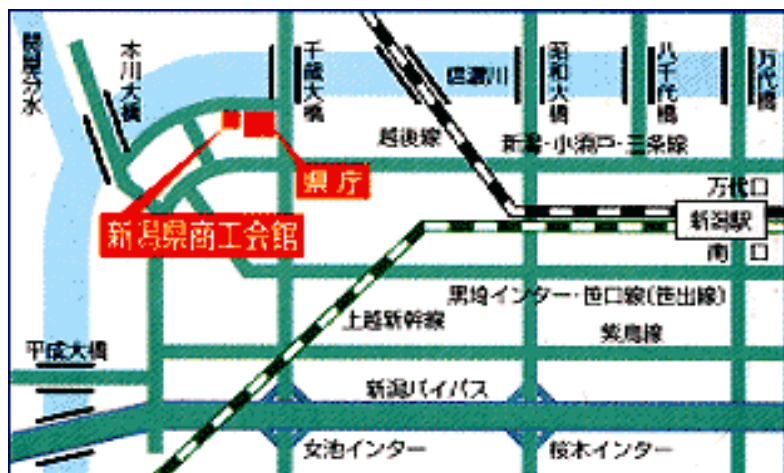 関屋分水
本川大橋
千歳大橋
信濃川
昭和大橋
八千代橋
万代橋
越後線
新潟・小須戸・三条線
県庁
新潟県商工会館
万代口
新潟駅
南口
黒埼インター・笹口線(笹出線)
上越新幹線
紫鳥線
平成大橋
新潟バイパス
女池インター
桜木インター